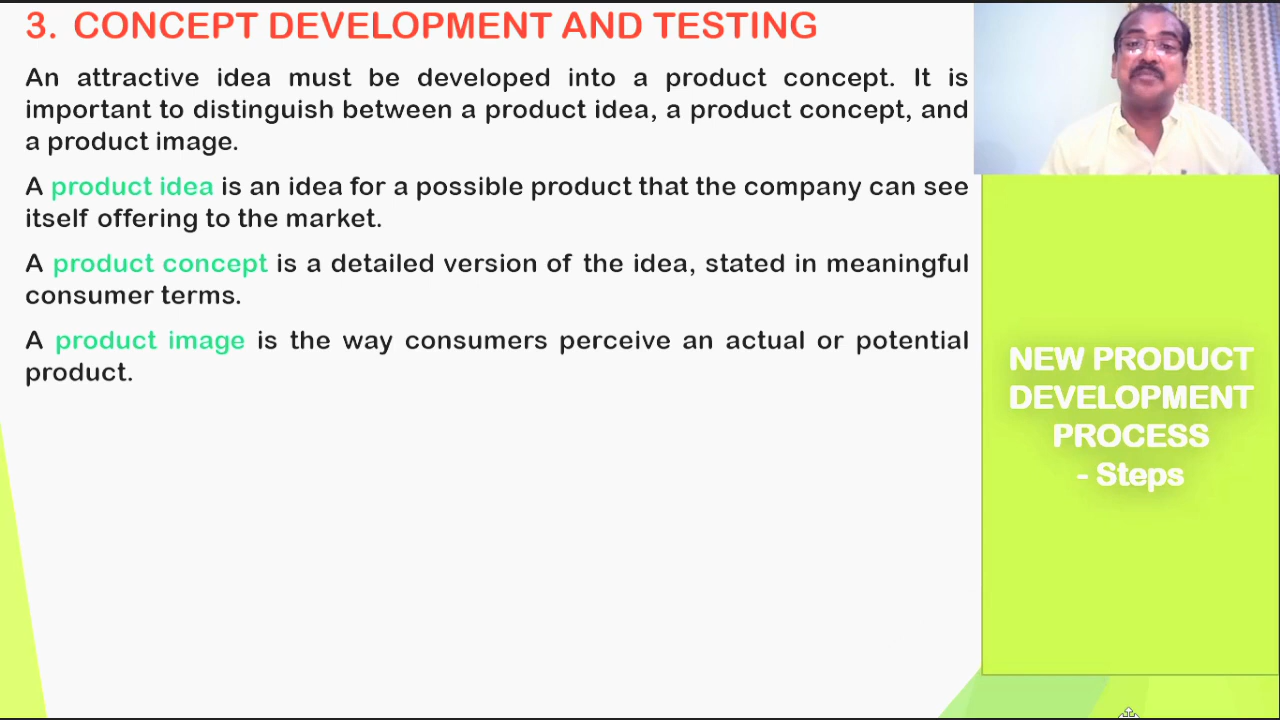 3. CONCEPT DEVELOPMENT AND TESTING
An attractive idea must be developed into a product concept. It is
important to distinguish between a product idea, a product concept, and
a product image.
A product idea is an idea for a possible product that the company can see
itself offering to the market.
A product concept is a detailed version of the idea, stated in meaningful
consumer terms.
A product image is the way consumers perceive an actual or potential
product.
NEW PRODUCT
DEVELOPMENT
PROCESS
- Steps